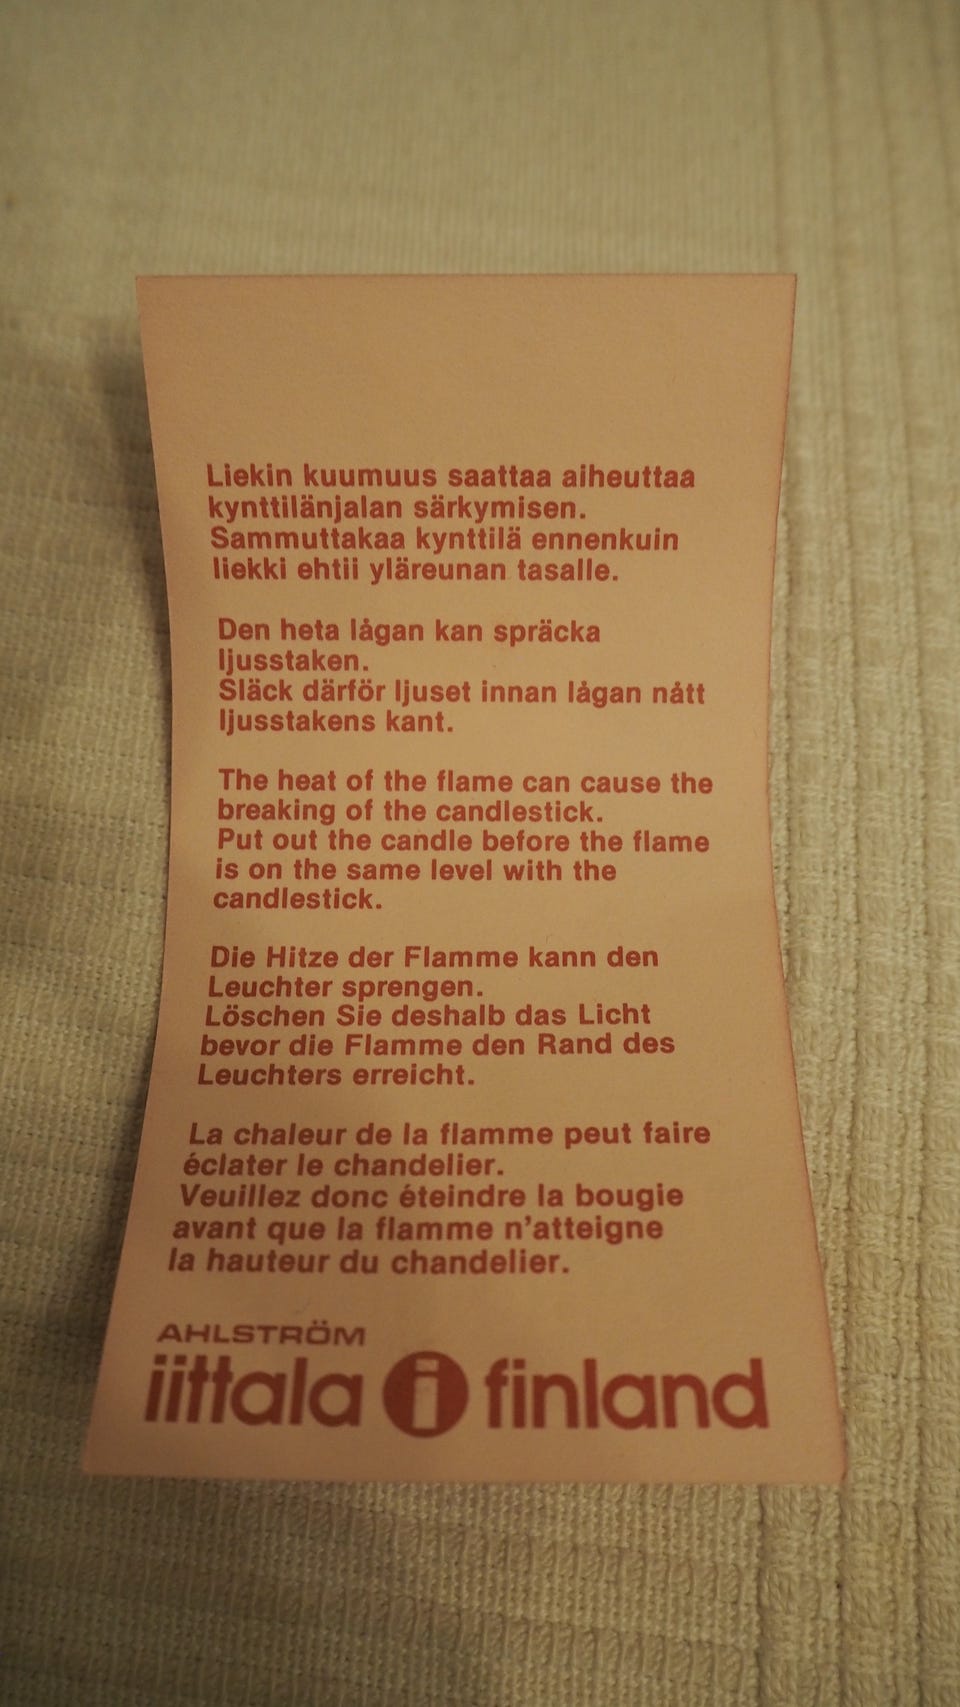 Liekin kuumuus saattaa aiheuttaa
kynttilänjalan särkymisen.
Sammuttakaa kynttilä ennenkuin
liekki ehtii yläreunan tasalle.
Den heta lågan kan spräcka
ljusstaken.
Släck därför ljuset innan lågan nått
ljusstakens kant.
The heat of the flame can cause the
breaking of the candlestick.
Put out the candle before the flame
is on the same level with the
candlestick.
Die Hitze der Flamme kann den
Leuchter sprengen.
Löschen Sie deshalb das Licht
bevor die Flamme den Rand des
Leuchters erreicht.
La chaleur de la flamme peut faire
éclater le chandelier.
Veuillez donc éteindre la bougie
avant que la flamme n'atteigne
la hauteur du chandelier.
AHLSTRÖM
iittala i finland